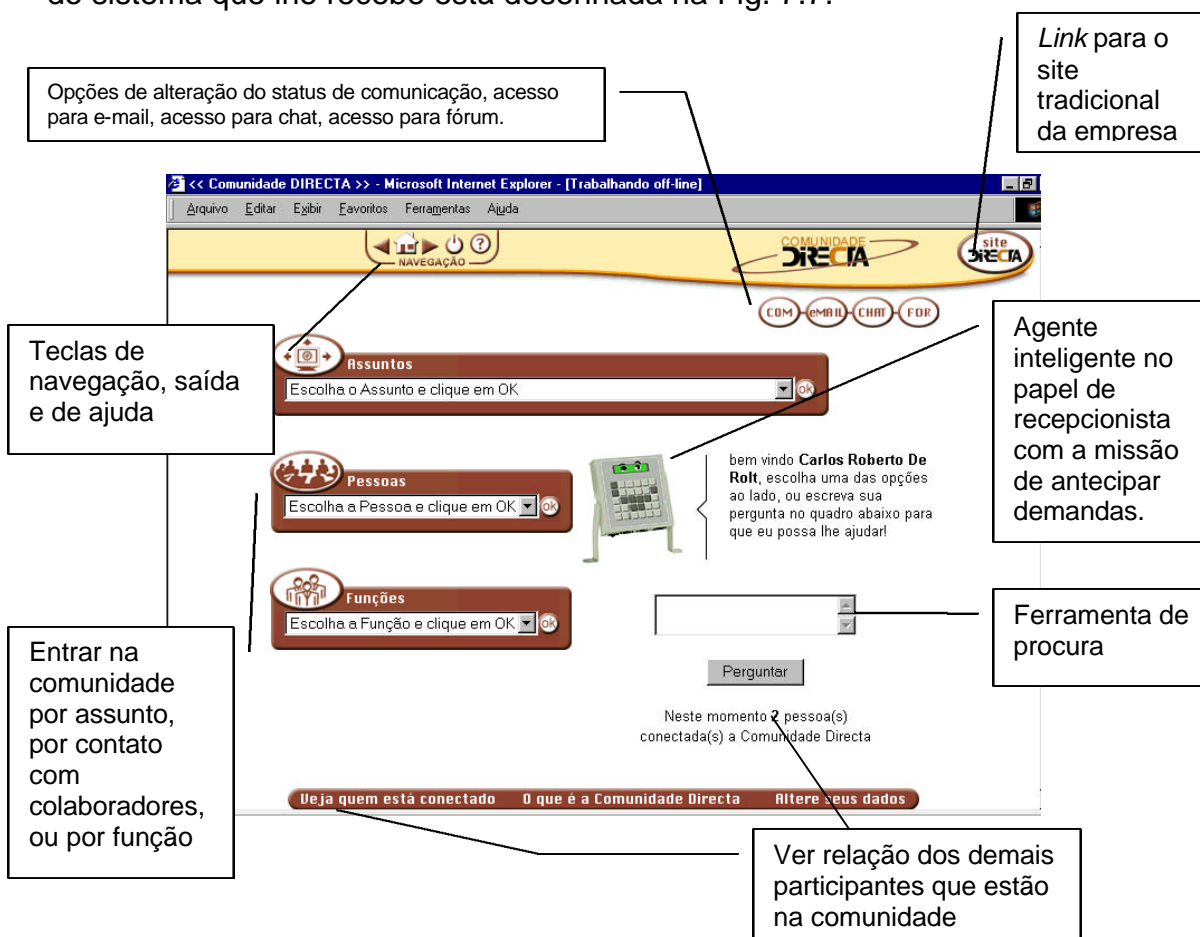 do sistema que lhe recebe está desenhada na Fig. 7.7.
Link para o
site
tradicional
da empresa
Opções de alteração do status de comunicação, acesso
para e-mail, acesso para chat, acesso para fórum.
<< Comunidade DIRECTA >> - Microsoft Internet Explorer - [Trabalhando off-line]
Arquivo Editar Exibir Favoritos Ferramentas Ajuda
NAVEGAÇÃO
COMUNIDADE
DIRECTA
site
DIRECTA
COM eMAIL CHAT FOR
Teclas de
navegação, saída
e de ajuda
Assuntos
Escolha o Assunto e clique em OK
ok
Agente
inteligente no
papel de
recepcionista
com a missão
de antecipar
demandas.
Pessoas
Escolha a Pessoa e clique em OK
ok
bem vindo Carlos Roberto De
Rolt, escolha uma das opções
ao lado, ou escreva sua
pergunta no quadro abaixo para
que eu possa lhe ajudar!
Funções
Escolha a Função e clique em OK
ok
Ferramenta de
procura
Entrar na
comunidade
por assunto,
por contato
com
colaboradores,
ou por função
Perguntar
Neste momento 2 pessoa(s)
conectada(s) a Comunidade Directa
Veja quem está conectado O que é a Comunidade Directa Altere seus dados
Ver relação dos demais
participantes que estão
na comunidade